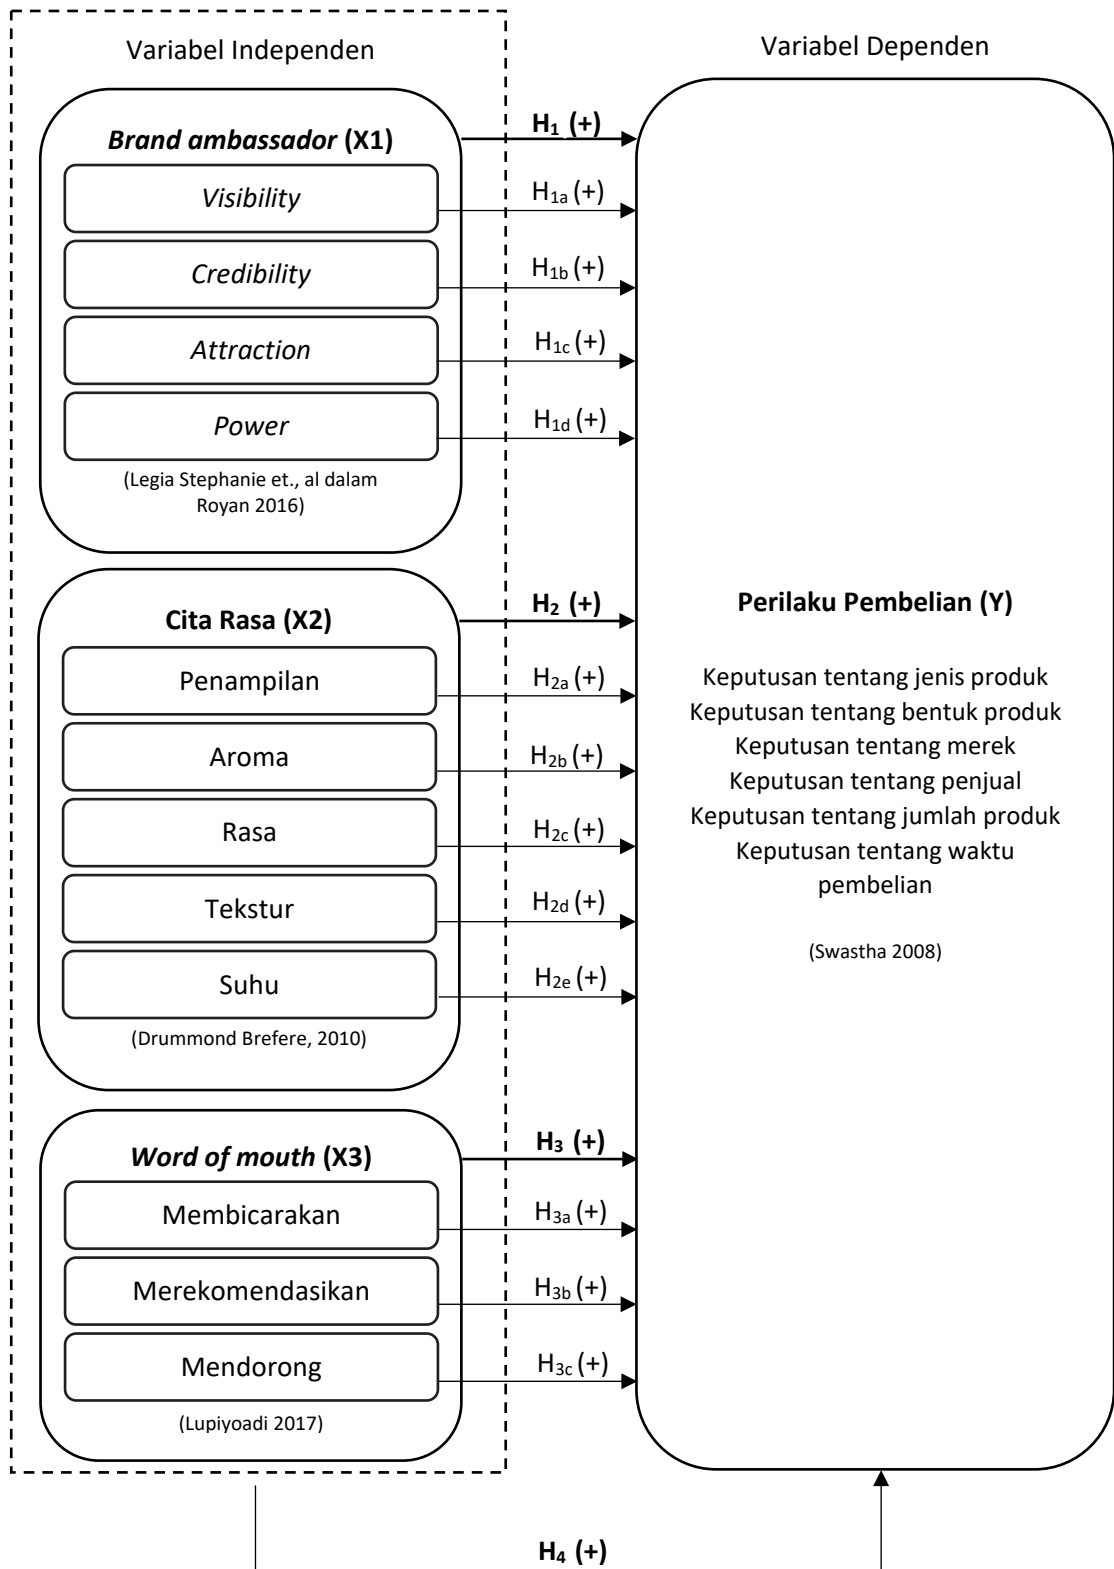 Variabel Independen
Variabel Dependen
Brand ambassador (X1)
Visibility
Credibility
Attraction
Power
(Legia Stephanie et., al dalam
Royan 2016)
H1 (+)
H1a (+)
H1b (+)
H1c (+)
H1d (+)
Cita Rasa (X2)
Penampilan
Aroma
Rasa
Tekstur
Suhu
(Drummond Brefere, 2010)
H2 (+)
H2a (+)
H2b (+)
H2c (+)
H2d (+)
H2e (+)
Word of mouth (X3)
Membicarakan
Merekomendasikan
Mendorong
(Lupiyoadi 2017)
H3 (+)
H3a (+)
H3b (+)
H3c (+)
Perilaku Pembelian (Y)
Keputusan tentang jenis produk
Keputusan tentang bentuk produk
Keputusan tentang merek
Keputusan tentang penjual
Keputusan tentang jumlah produk
Keputusan tentang waktu
pembelian
(Swastha 2008)
H4 (+)